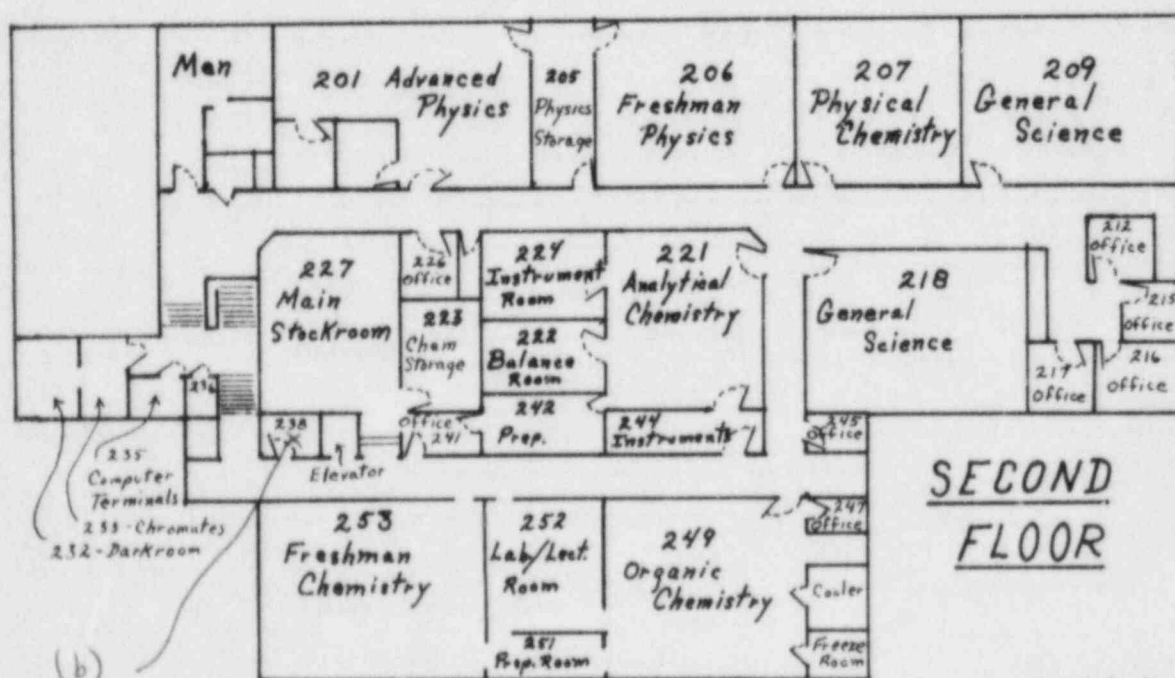 Men
201 Advanced
Physics
205
Physics
Storage
206
Freshman
Physics
207
Physical
Chemistry
209
General
Science
212
Office
215
Office
216
Office
217
Office
218
General
Science
221
Analytical
Chemistry
224
Instrument
Room
222
Balance
Room
242
Prep.
244
Instruments
226
Office
223
Chem
Storage
Office
241
227
Main
Stockroom
236
238
Elevator
235
Computer
Terminals
233-Chromates
232-Darkroom
(b)
253
Freshman
Chemistry
252
Lab/Lect.
Room
251
Prep. Room
249
Organic
Chemistry
245
Office
247
Office
Cooler
Freeze
Room
SECOND
FLOOR